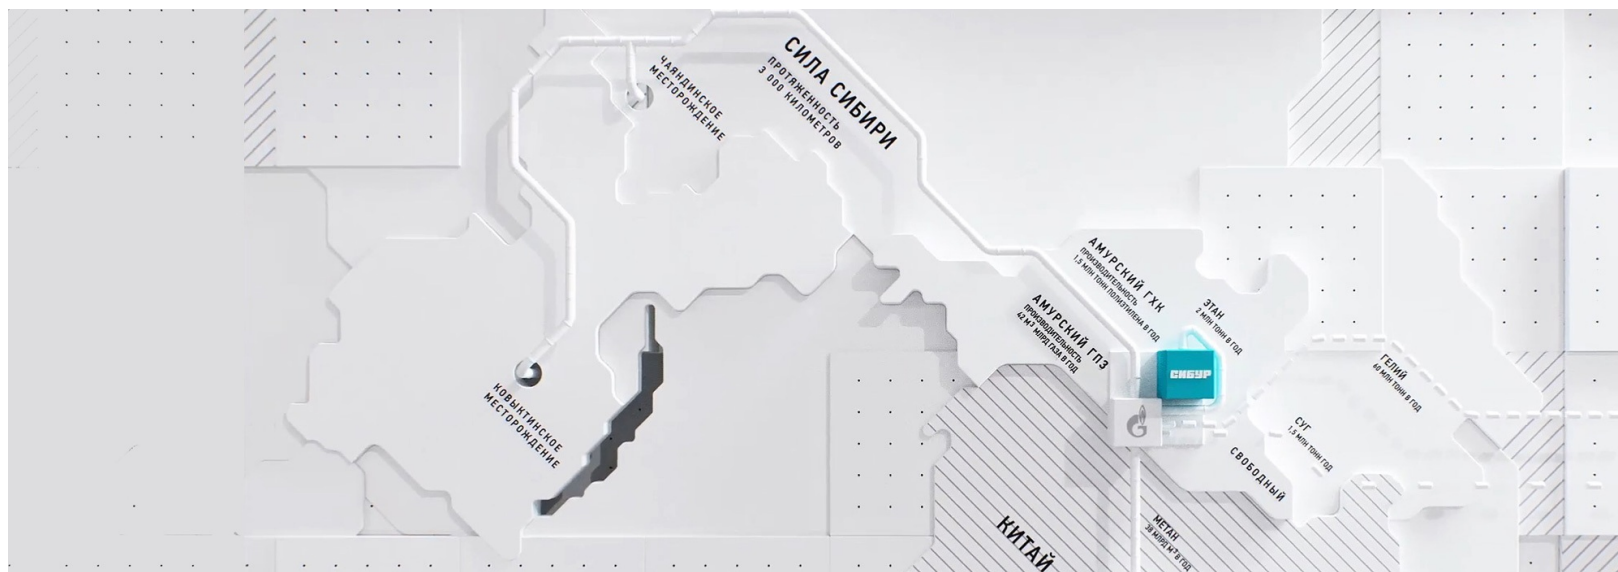 ЧАЯНДИНСКОЕ
МЕСТОРОЖДЕНИЕ
СИЛА СИБИРИ
ПРОТЯЖЕННОСТЬ
3 000 КИЛОМЕТРОВ
АМУРСКИЙ ГХК
ПРОИЗВОДИТЕЛЬНОСТЬ
1,5 МЛН ТОНН ПОЛИЭТИЛЕНА В ГОД
ЭТАН
2 МЛН ТОНН В ГОД
АМУРСКИЙ ГПЗ
ПРОИЗВОДИТЕЛЬНОСТЬ
42 М³ МЛРД ГАЗА В ГОД
СИБУР
ГЕЛИЙ
60 МЛН ТОНН В ГОД
КОВЫКТИНСКОЕ
МЕСТОРОЖДЕНИЕ
СУГ
1,5 МЛН ТОНН ГОД
СВОБОДНЫЙ
КИТАЙ
МЕТАН
38 МЛРД М³ В ГОД